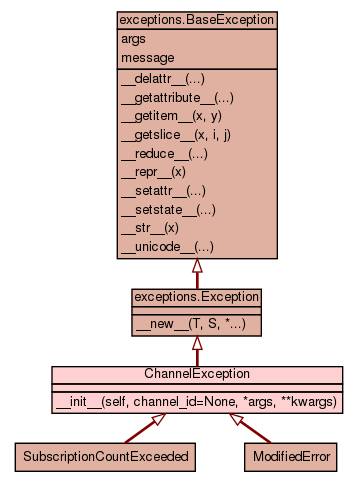 exceptions.BaseException
args
message
__delattr__(...)
__getattribute__(...)
__getitem__(x, y)
__getslice__(x, i, j)
__reduce__(...)
__repr__(x)
__setattr__(...)
__setstate__(...)
__str__(x)
__unicode__(...)
exceptions.Exception
__new__(T, S, *...)
ChannelException
__init__(self, channel_id=None, *args, **kwargs)
SubscriptionCountExceeded
ModifiedError